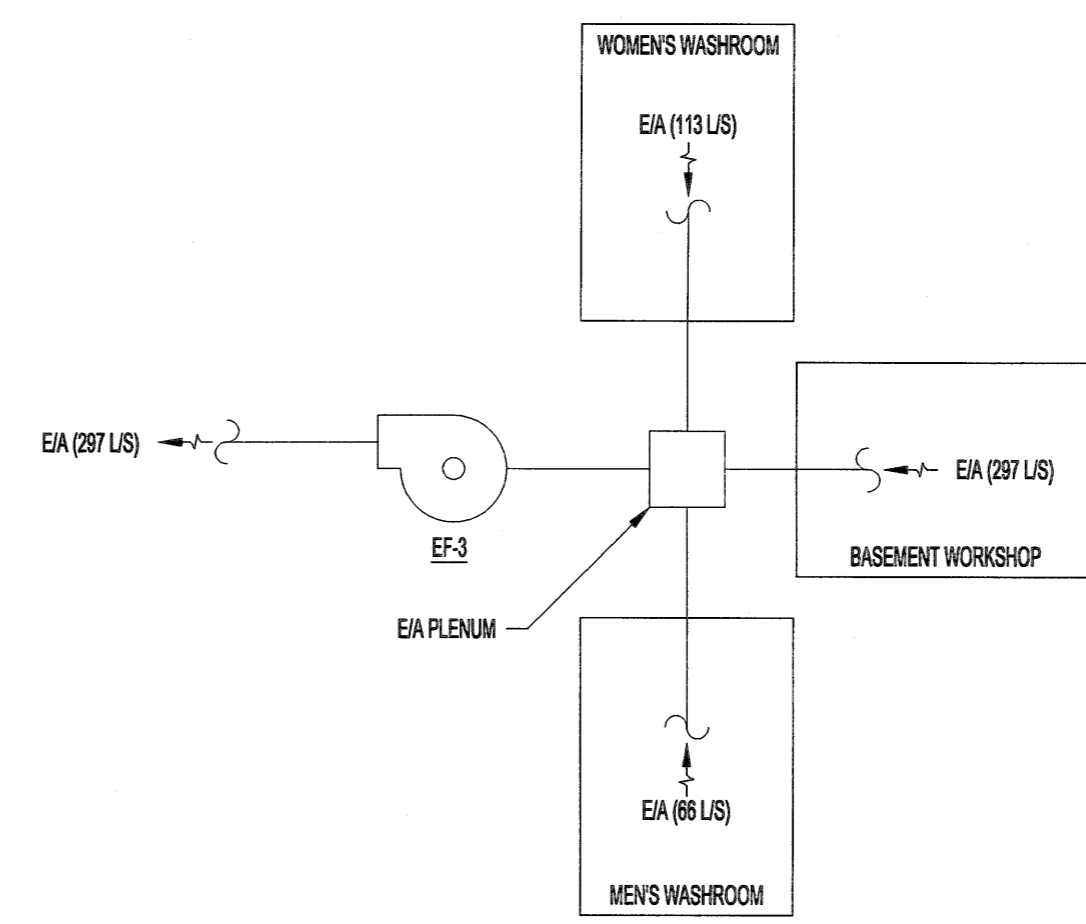 WOMEN'S WASHROOM
E/A (113 L/S)
E/A (297 L/S)
EF-3
E/A (297 L/S)
BASEMENT WORKSHOP
E/A PLENUM
E/A (66 L/S)
MEN'S WASHROOM